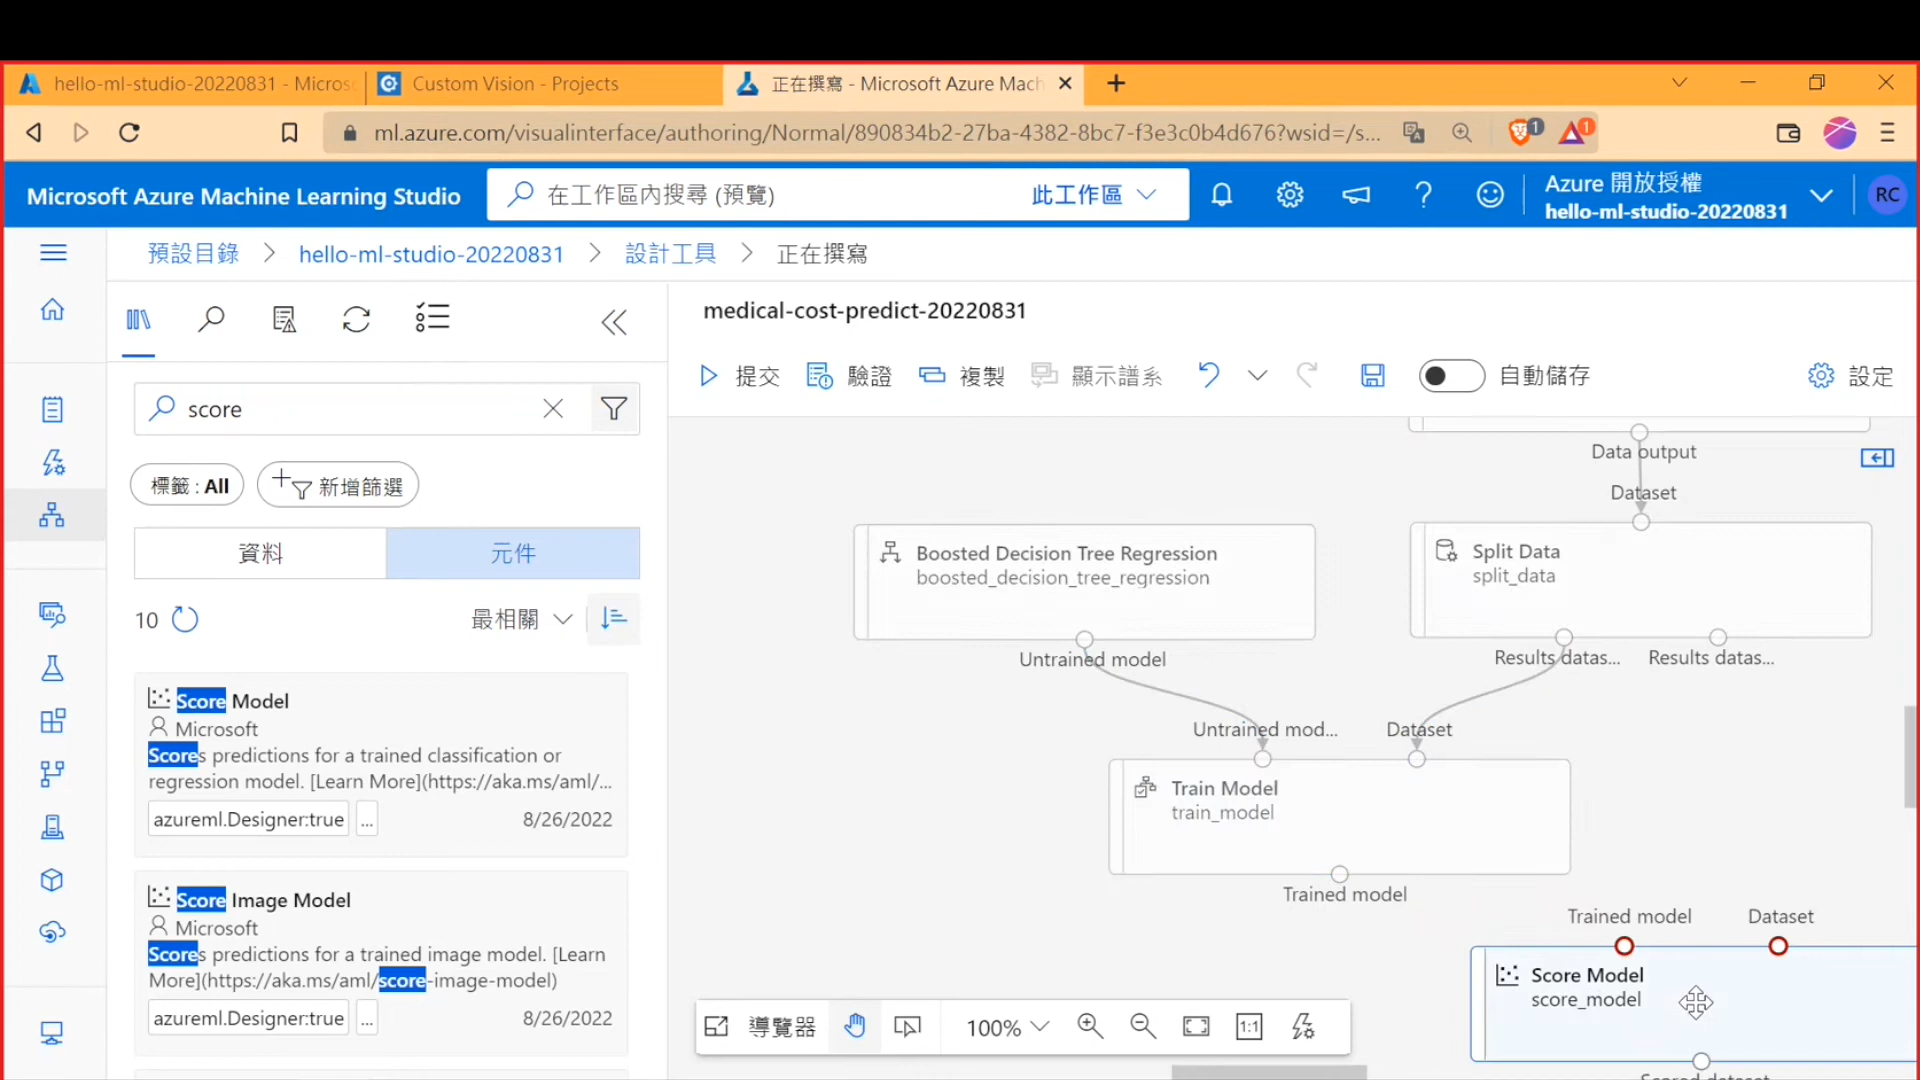 hello-ml-studio-20220831 - Micros
Custom Vision - Projects
正在撰寫 - Microsoft Azure Mach
ml.azure.com/visualinterface/authoring/Normal/890834b2-27ba-4382-8bc7-f3e3c0b4d676?wsid=/s...
1
1
Microsoft Azure Machine Learning Studio
在工作區內搜尋 (預覽)
此工作區
Azure 開放授權
hello-ml-studio-20220831
RC
預設目錄 > hello-ml-studio-20220831 > 設計工具 > 正在撰寫
medical-cost-predict-20220831
提交
驗證
複製
顯示譜系
自動儲存
設定
score
標籤 : All
新增篩選
資料
元件
10
最相關
Score Model
Microsoft
Scores predictions for a trained classification or
regression model. [Learn More](https://aka.ms/aml/...
azureml.Designer:true
...
8/26/2022
Score Image Model
Microsoft
Scores predictions for a trained image model. [Learn
More](https://aka.ms/aml/score-image-model)
azureml.Designer:true
...
8/26/2022
Data output
Dataset
Boosted Decision Tree Regression
boosted_decision_tree_regression
Split Data
split_data
Untrained model
Results datas...
Results datas...
Untrained mod...
Dataset
Train Model
train_model
Trained model
Trained model
Dataset
Score Model
score_model
Scored dataset
導覽器
100%
1:1